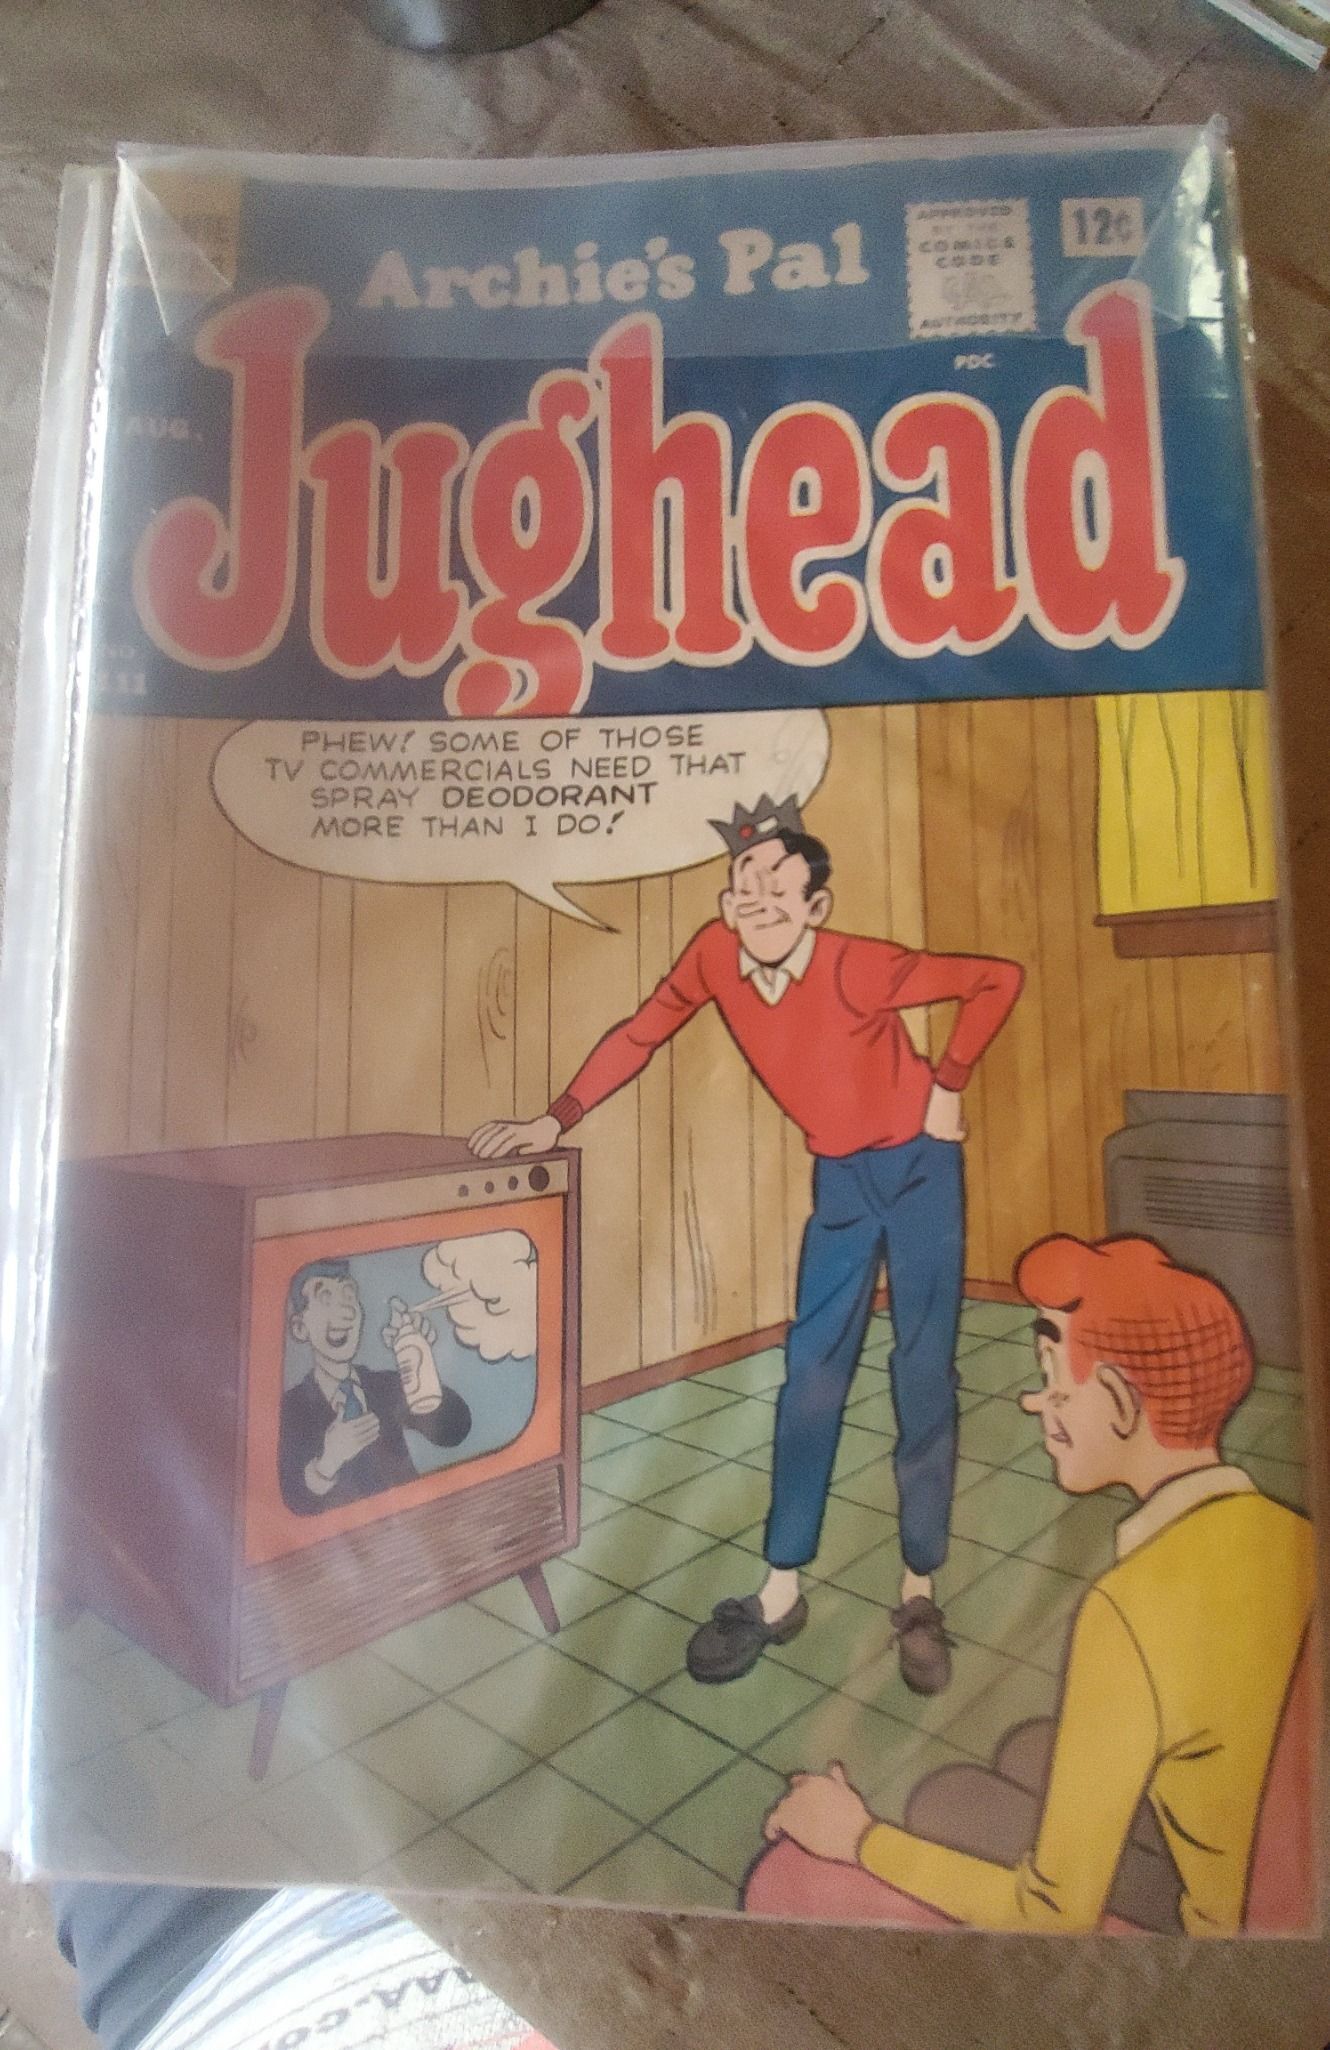 Archie's Pal
APPROVED
BY THE
COMICS
CODE
AUTHORITY
12¢
PDC
AUG.
Jughead
NO.
PHEW! SOME OF THOSE
TV COMMERCIALS NEED THAT
SPRAY DEODORANT
MORE THAN I DO!